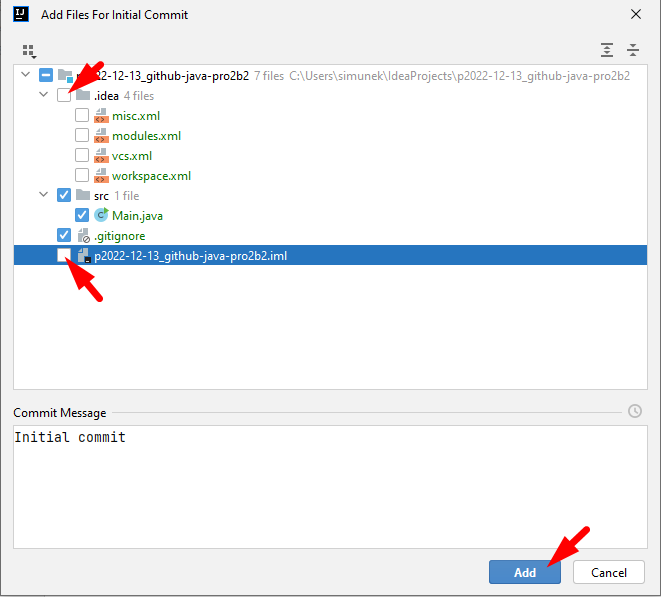 IJ Add Files For Initial Commit
p2022-12-13_github-java-pro2b2 7 files C:\Users\simunek\IdeaProjects\p2022-12-13_github-java-pro2b2
.idea 4 files
misc.xml
modules.xml
vcs.xml
workspace.xml
src 1 file
C Main.java
.gitignore
p2022-12-13_github-java-pro2b2.iml
Commit Message
Initial commit
Add Cancel